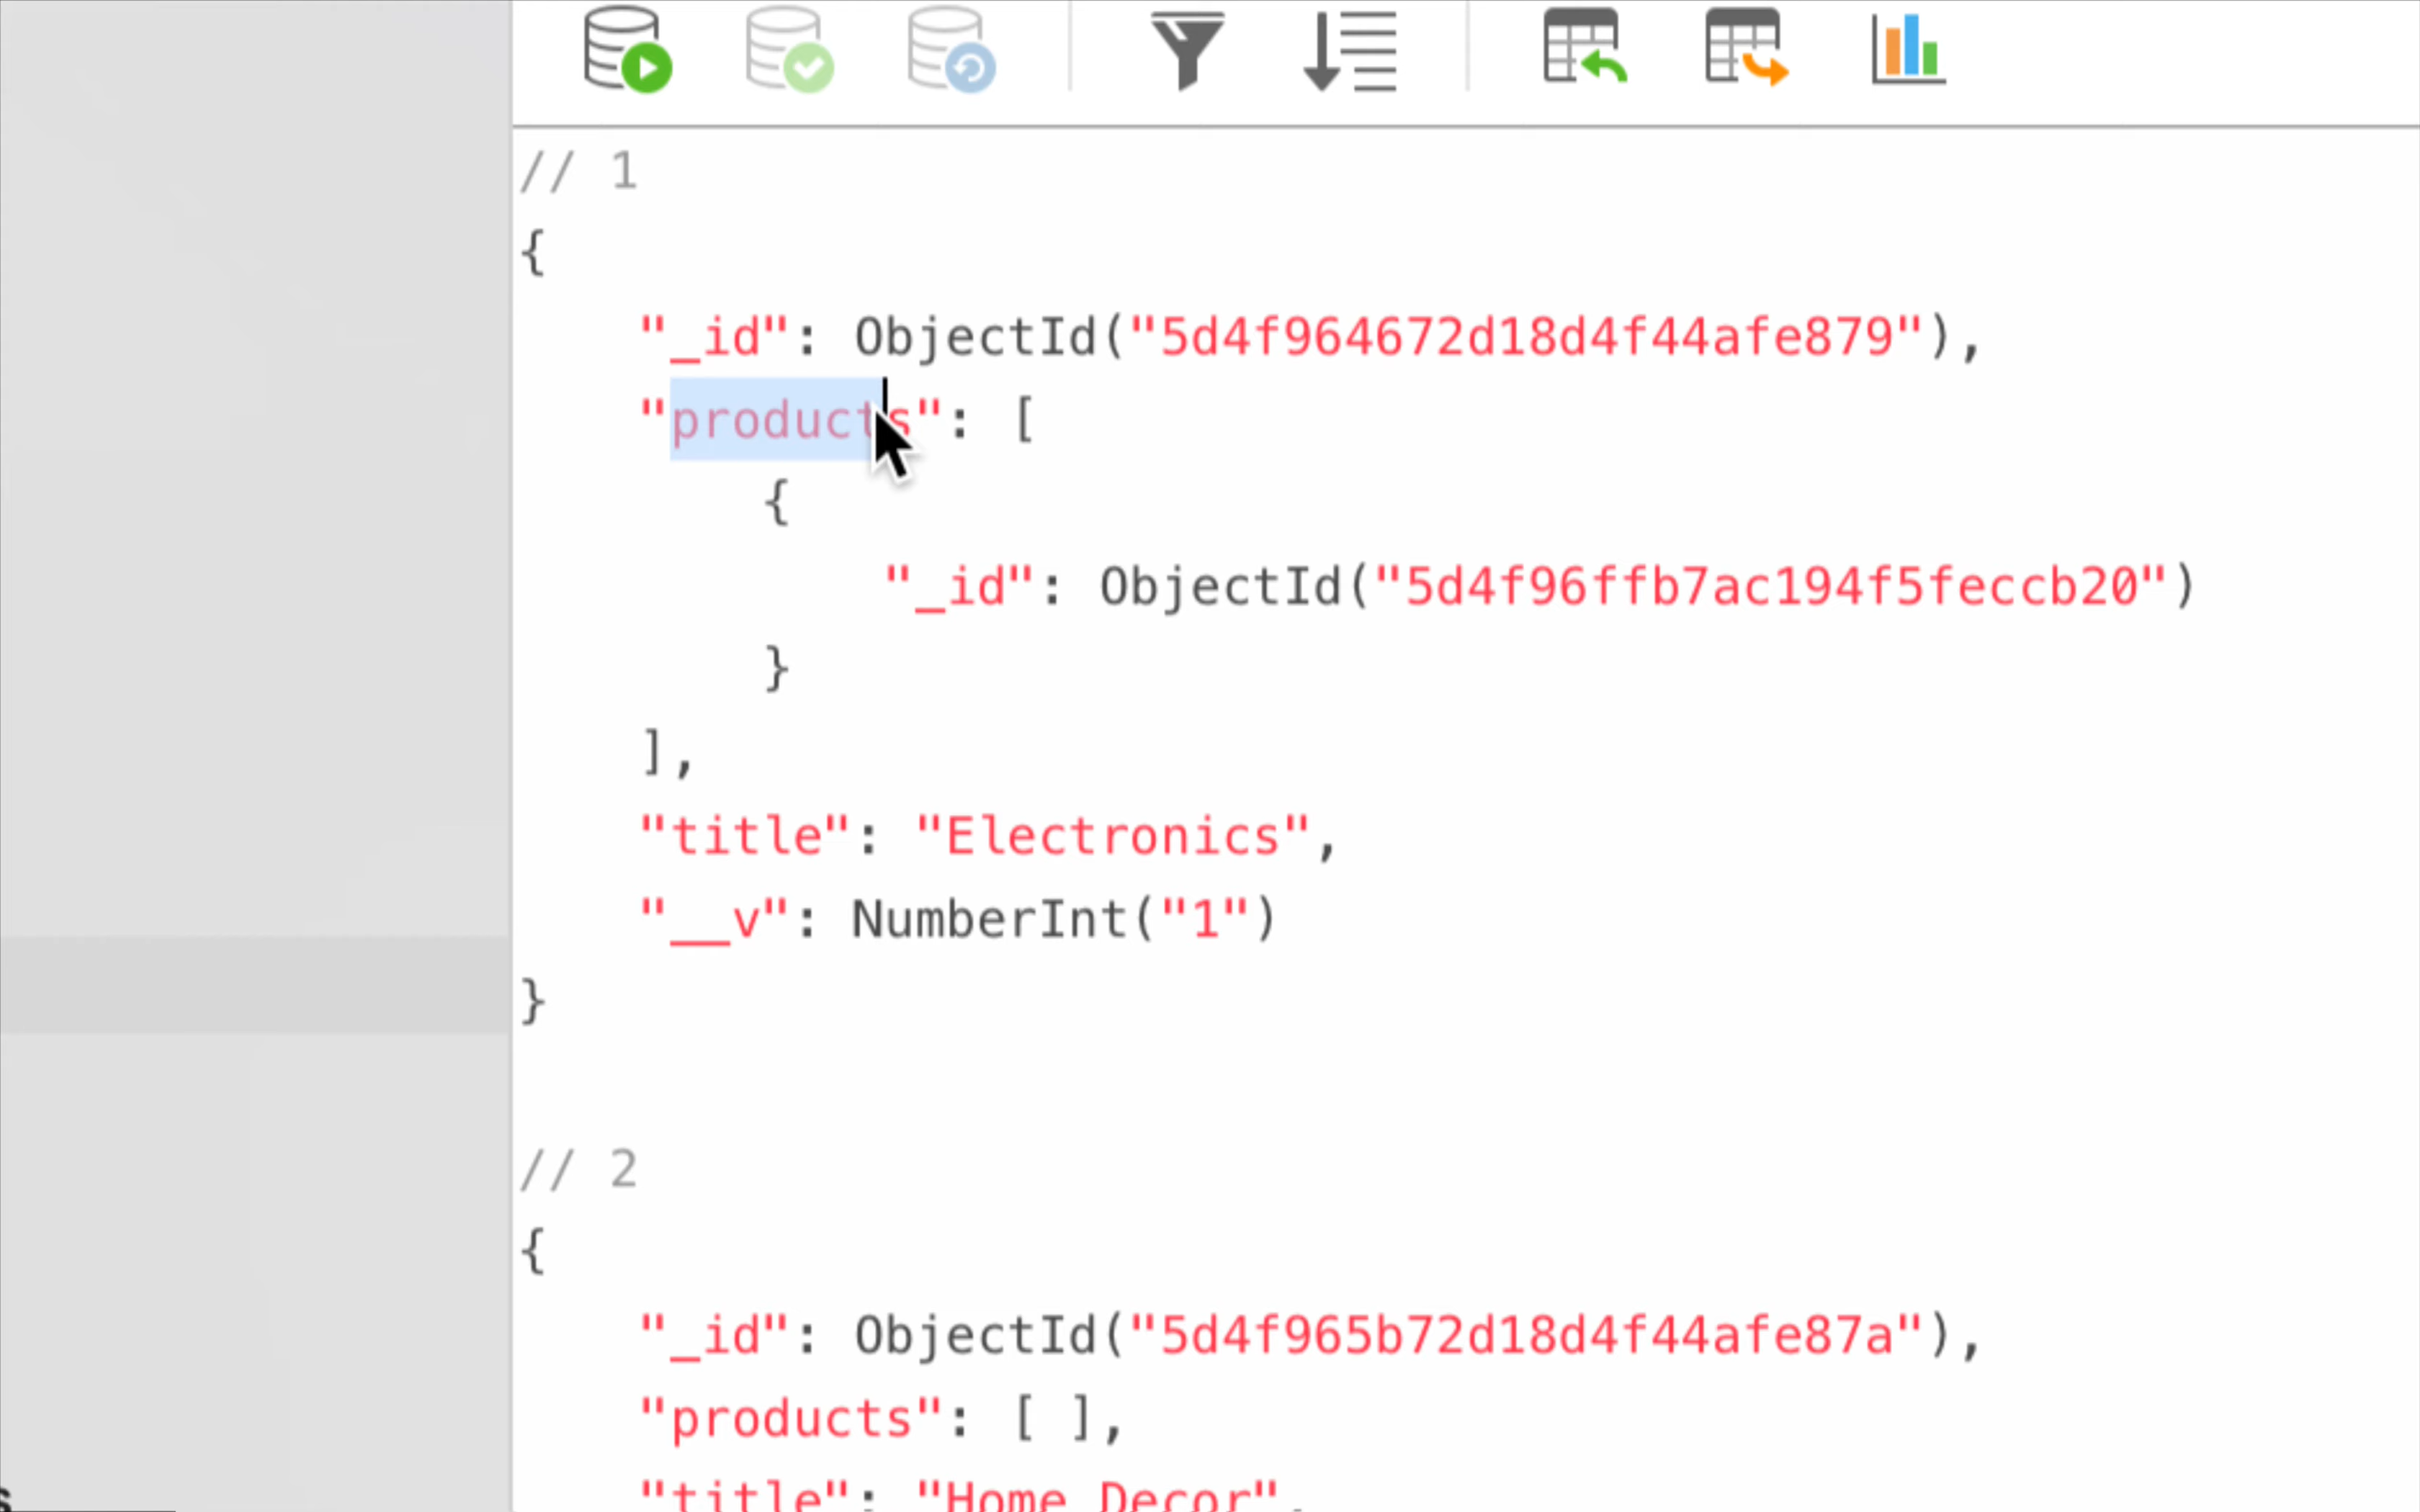 // 1
{
"_id": ObjectId("5d4f964672d18d4f44afe879"),
"products": [
{
"_id": ObjectId("5d4f96ffb7ac194f5feccb20")
}
],
"title": "Electronics",
"__v": NumberInt("1")
}
// 2
{
"_id": ObjectId("5d4f965b72d18d4f44afe87a"),
"products": [ ],
"title": "Home Decor",